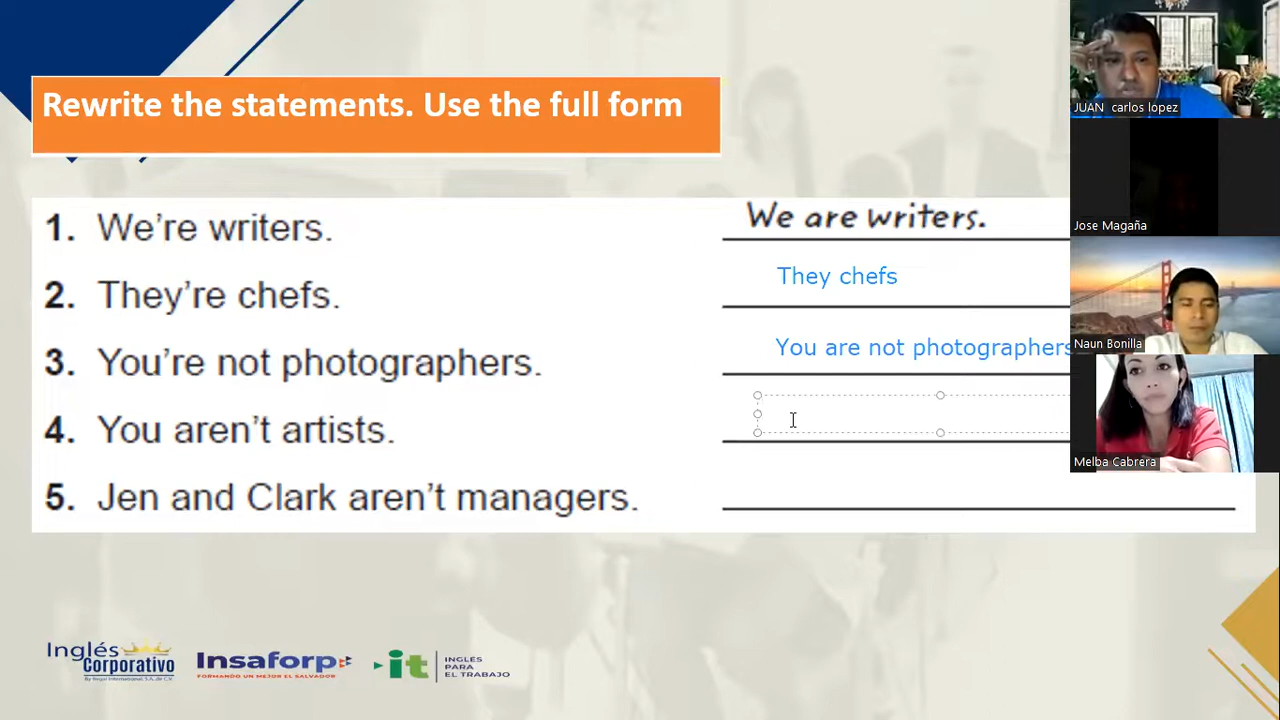 Rewrite the statements. Use the full form
JUAN carlos lopez
1. We're writers.
We are writers.
Jose Magaña
2. They're chefs.
They chefs
3. You're not photographers.
You are not photographers
Naun Bonilla
4. You aren't artists.
Melba Cabrera
5. Jen and Clark aren't managers.
Inglés
Corporativo
By Regal International, S.A. de C.V.
Insaforp
FORMANDO UN MEJOR EL SALVADOR
it
INGLÉS
PARA
EL TRABAJO